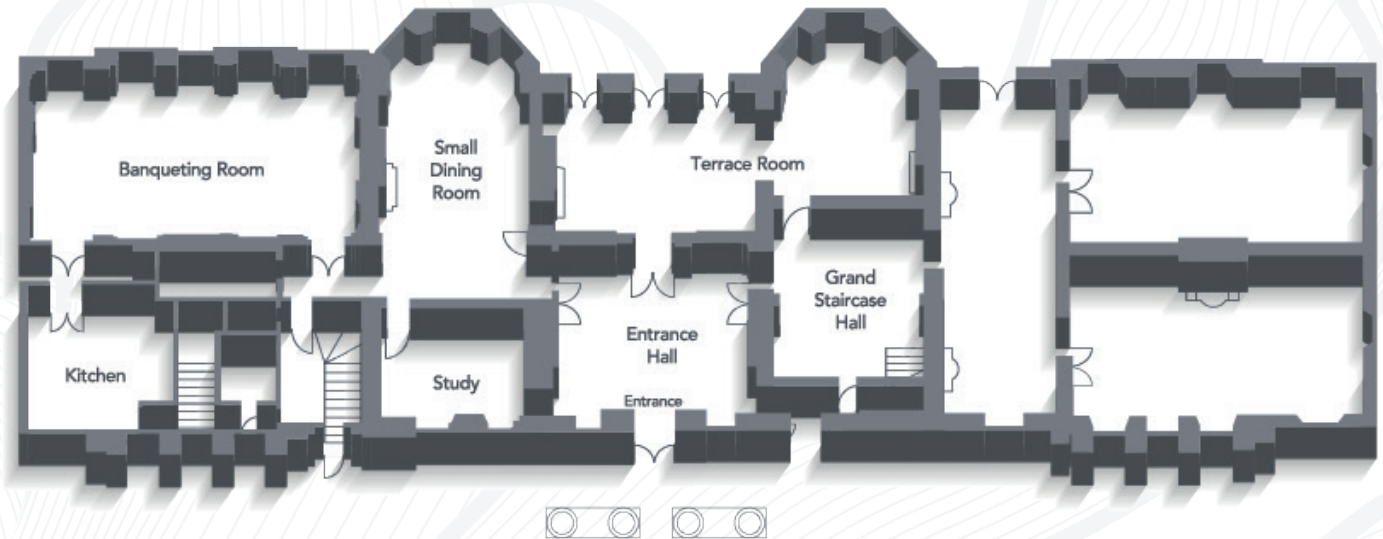 Banqueting Room
Small
Dining
Room
Terrace Room
Grand
Staircase
Hall
Entrance
Hall
Kitchen
Study
Entrance